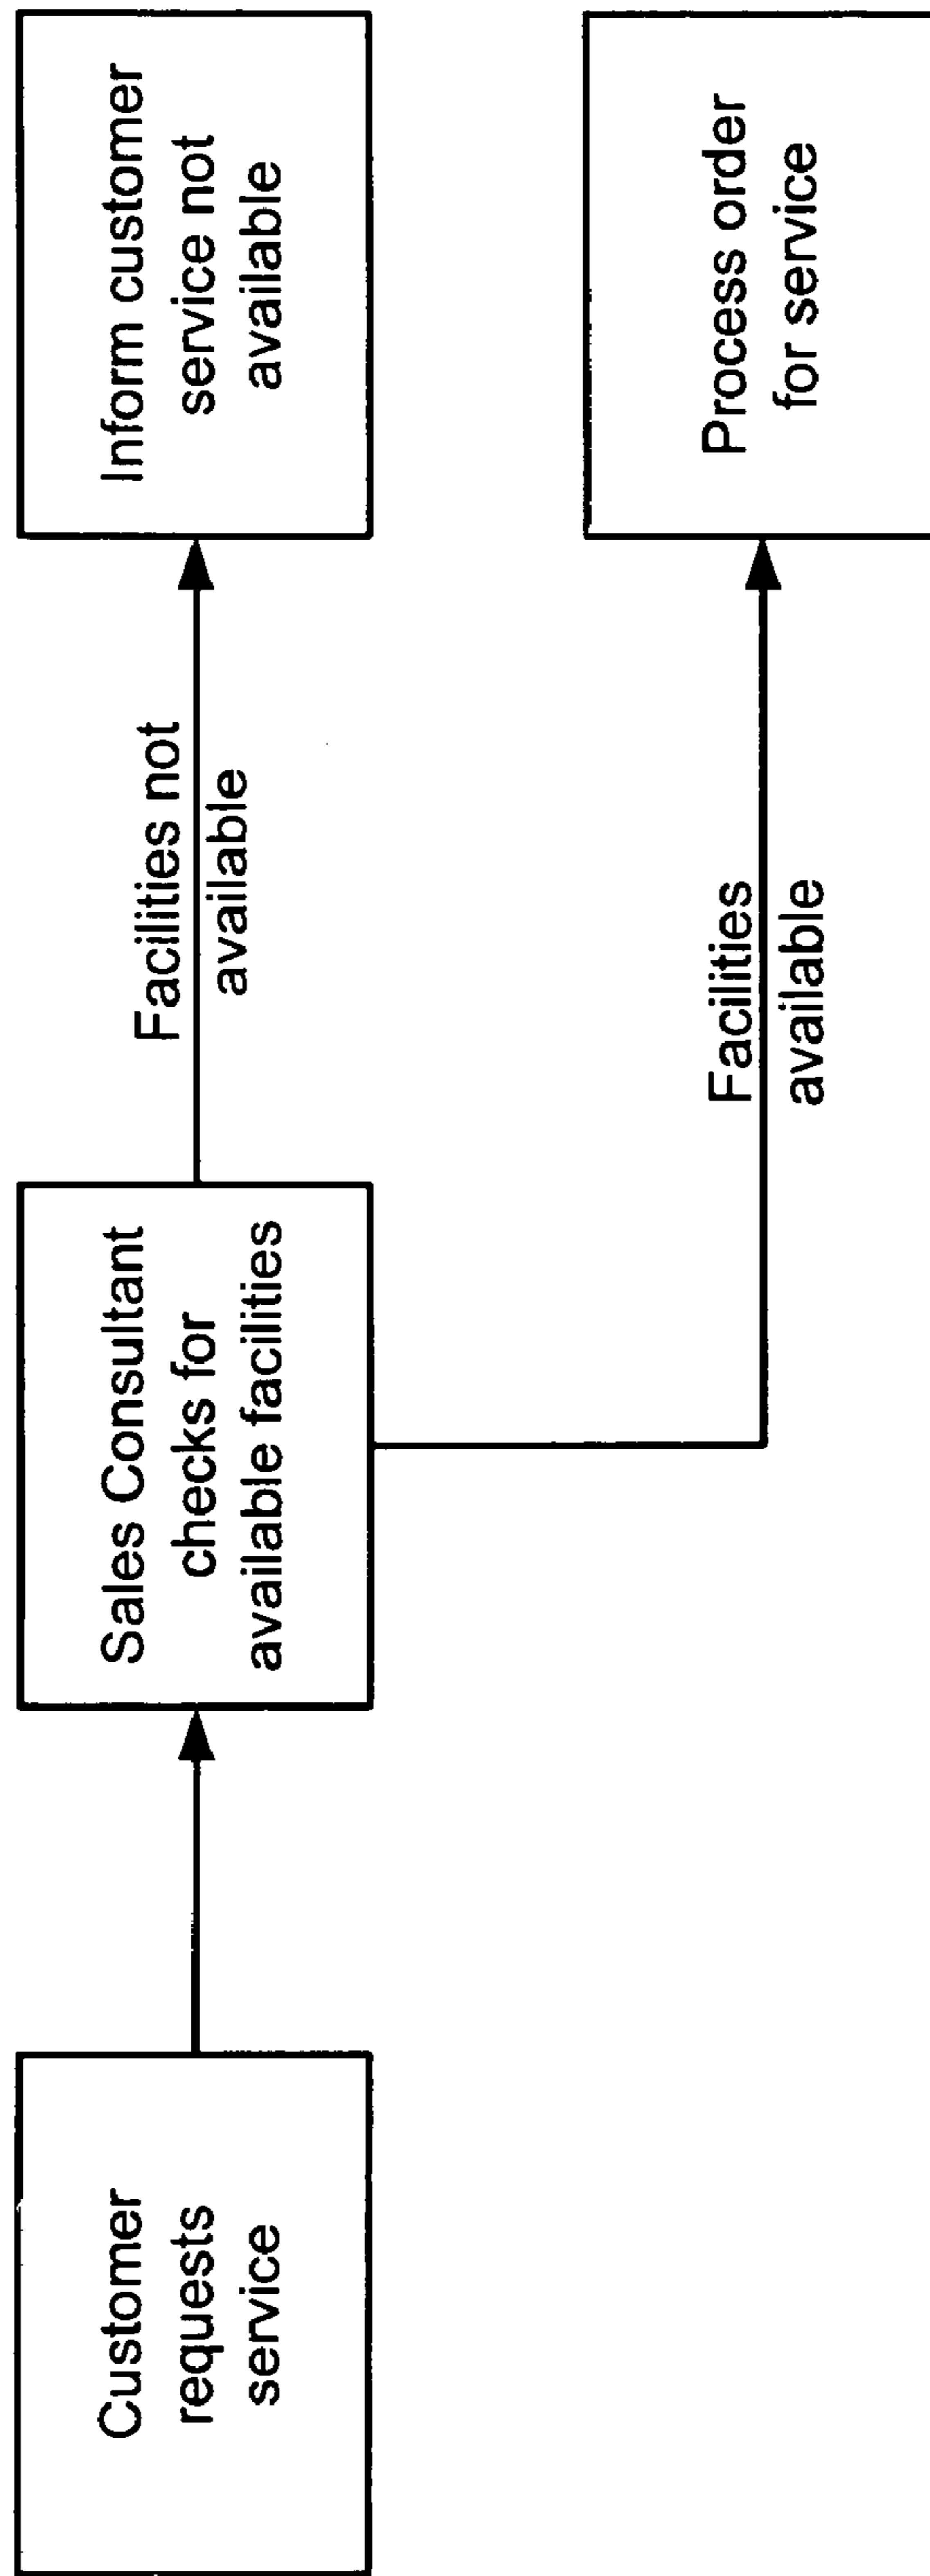 Customer
requests
service
Sales Consultant
checks for
available facilities
Facilities not
available
Inform customer
service not
available
Facilities
available
Process order
for service